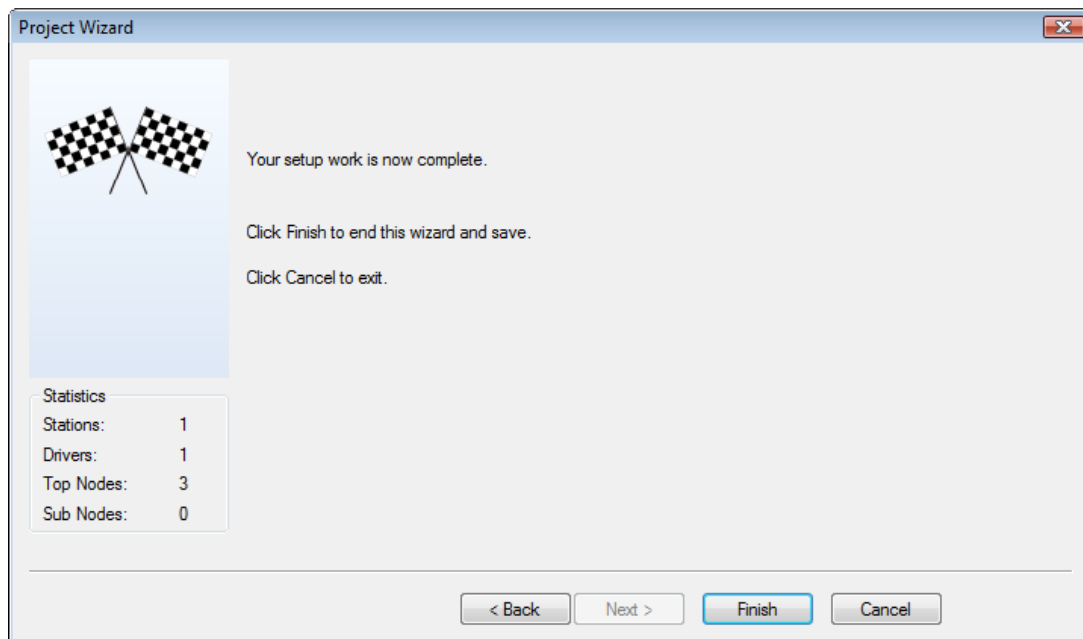 Project Wizard
Your setup work is now complete.
Click Finish to end this wizard and save.
Click Cancel to exit.
Statistics
Stations: 1
Drivers: 1
Top Nodes: 3
Sub Nodes: 0
< Back Next > Finish Cancel